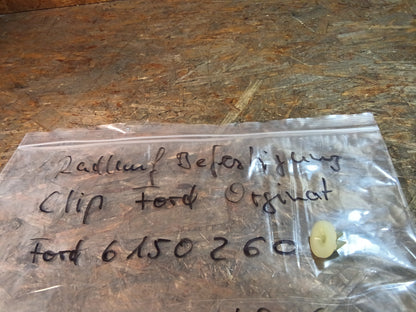 Radlauf Befestigung
Clip Ford Orginal
Ford 6150260